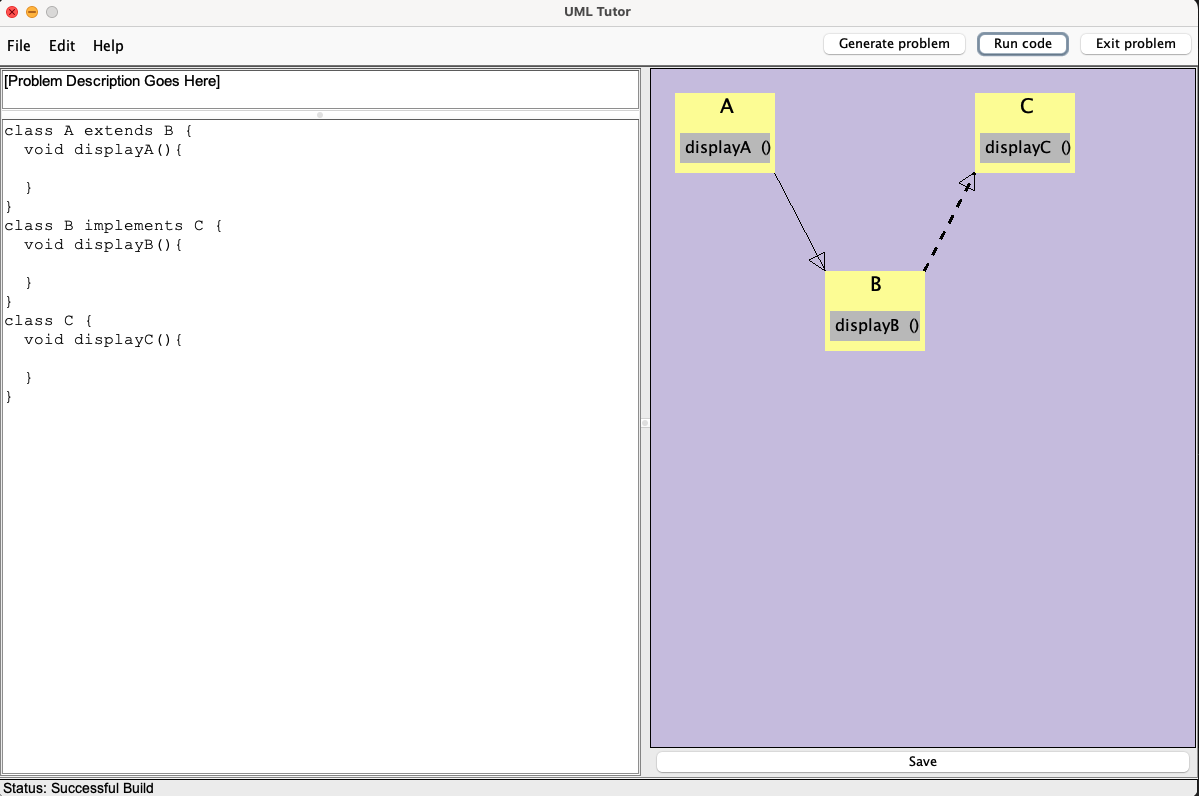 UML Tutor
File Edit Help
Generate problem Run code Exit problem
[Problem Description Goes Here]
class A extends B {
  void displayA(){
  }
}
class B implements C {
  void displayB(){
  }
}
class C {
  void displayC(){
  }
}
A
displayA ()
C
displayC ()
B
displayB ()
Save
Status: Successful Build